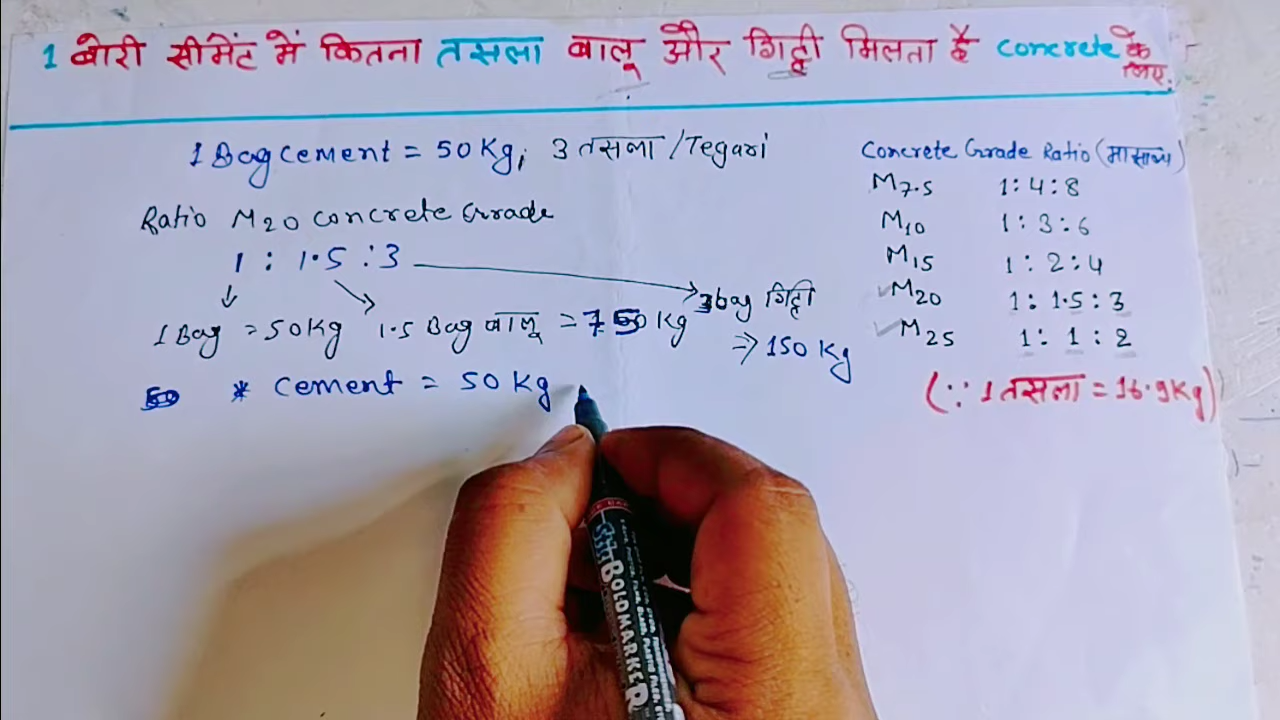 1 बोरी सीमेंट में कितना तसला बालू और गिट्टी मिलता है concrete के लिए.
1 Bag Cement = 50 Kg, 3 तसला / Tegari
Ratio M20 Concrete Grade
1 : 1.5 : 3
1 Bag = 50 Kg 1.5 Bag बालू = 750 Kg
3 bag गिट्टी
=> 150 Kg
50 * Cement = 50 Kg
Concrete Grade Ratio (मासाला)
M7.5 1:4:8
M10 1:3:6
M15 1:2:4
M20 1:1.5:3
M25 1:1:2
(∵ 1 तसला = 16.9 Kg)
BOLOMARKER